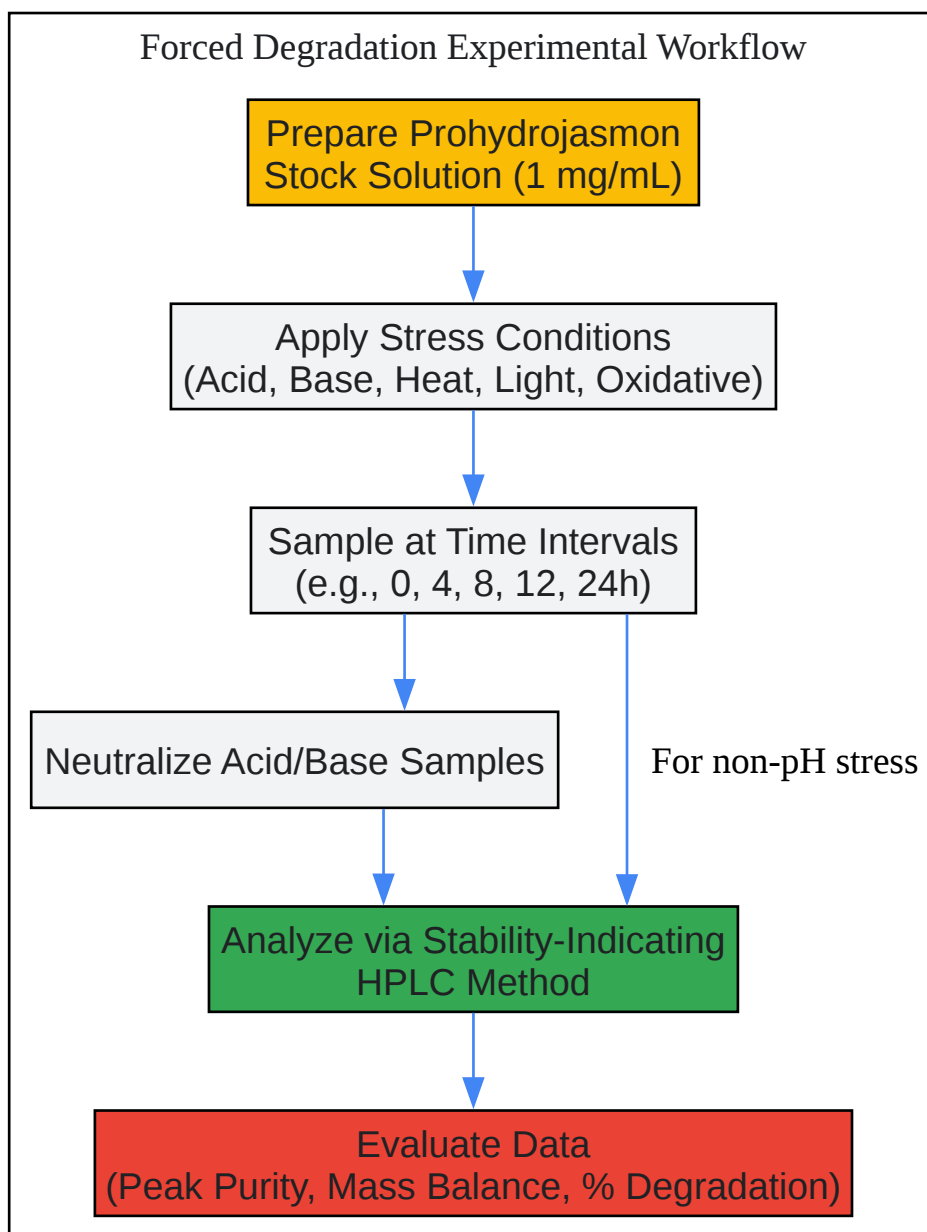 Forced Degradation Experimental Workflow
Prepare Prohydrojasmon
Stock Solution (1 mg/mL)
Apply Stress Conditions
(Acid, Base, Heat, Light, Oxidative)
Sample at Time Intervals
(e.g., 0, 4, 8, 12, 24h)
Neutralize Acid/Base Samples
For non-pH stress
Analyze via Stability-Indicating
HPLC Method
Evaluate Data
(Peak Purity, Mass Balance, % Degradation)